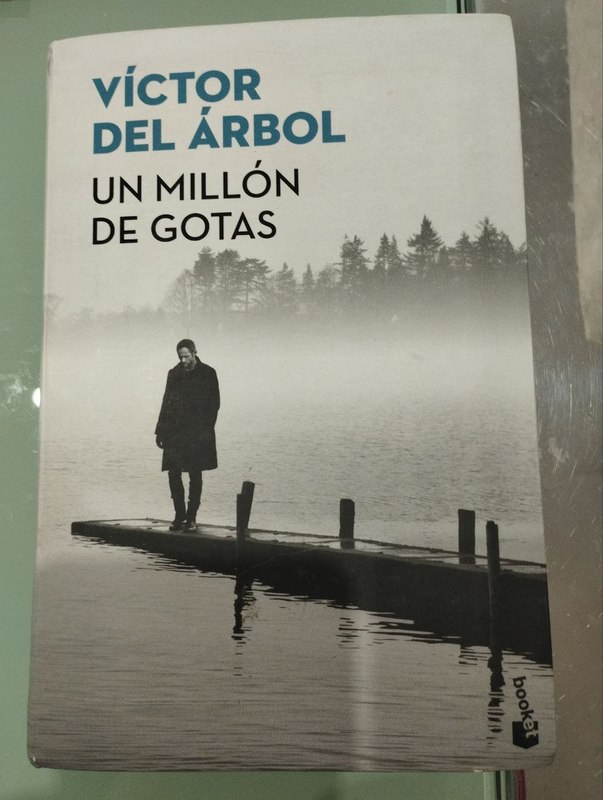 VÍCTOR
DEL ÁRBOL
UN MILLÓN
DE GOTAS
booket